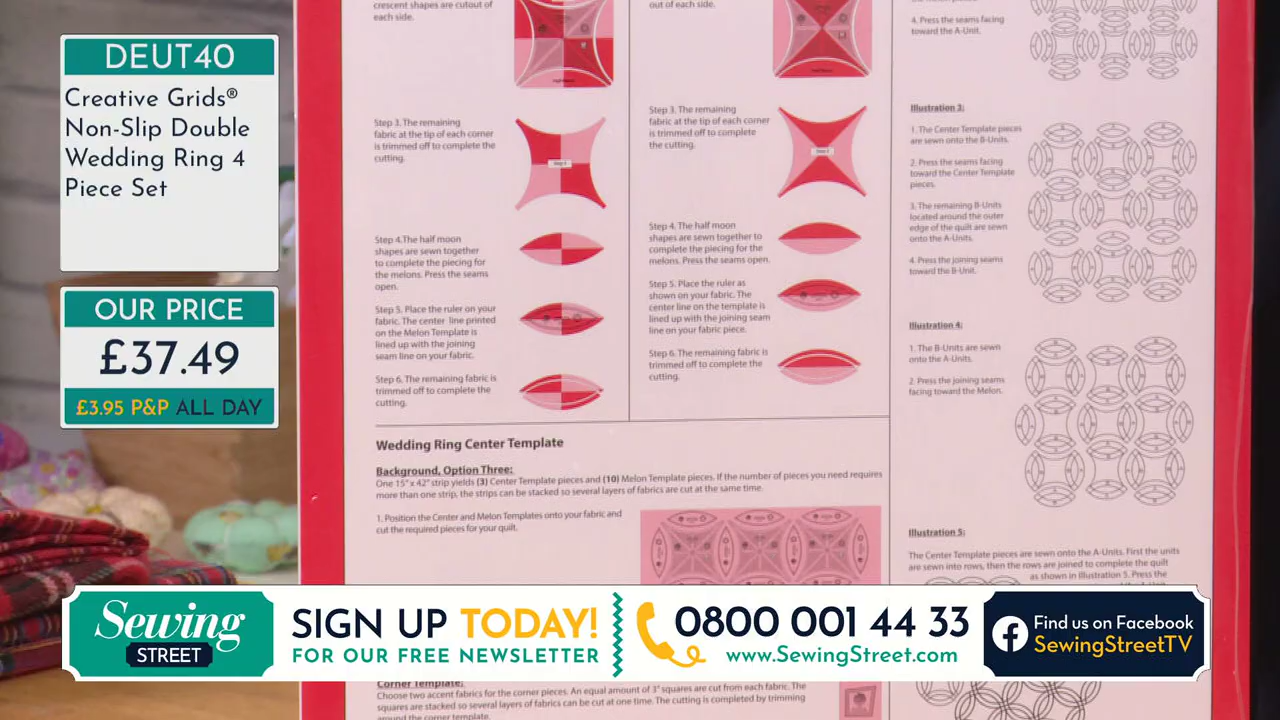 DEUT40
Creative Grids®
Non-Slip Double
Wedding Ring 4
Piece Set
OUR PRICE
£37.49
£3.95 P&P ALL DAY
crescent shapes are cutout of
each side.
Step 3. The remaining
fabric at the tip of each corner
is trimmed off to complete the
cutting.
Step 4. The half moon
shapes are sewn together
to complete the piecing for
the melons. Press the seams
open.
Step 5. Place the ruler on your
fabric. The center line printed
on the Melon Template is
lined up with the joining
seam line on your fabric.
Step 6. The remaining fabric is
trimmed off to complete the
cutting.
out of each side.
Step 3. The remaining
fabric at the tip of each corner
is trimmed off to complete
the cutting.
Step 4. The half moon
shapes are sewn together to
complete the piecing for the
melons. Press the seams open.
Step 5. Place the ruler as
shown on your fabric. The
center line on the template is
lined up with the joining seam
line on your fabric piece.
Step 6. The remaining fabric is
trimmed off to complete the
cutting.
Wedding Ring Center Template
Background, Option Three:
One 15" x 42" strip yields (3) Center Template pieces and (10) Melon Template pieces. If the number of pieces you need requires
more than one strip, the strips can be stacked so several layers of fabrics are cut at the same time.
1. Position the Center and Melon Templates onto your fabric and
cut the required pieces for your quilt.
4. Press the seams facing
toward the A-Unit.
Illustration 3:
1. The Center Template pieces
are sewn onto the B-Units.
2. Press the seams facing
toward the Center Template
pieces.
3. The remaining B-Units
located around the outer
edge of the quilt are sewn
onto the A-Units.
4. Press the joining seams
toward the B-Unit.
Illustration 4:
1. The B-Units are sewn
onto the A-Units.
2. Press the joining seams
facing toward the Melon.
Illustration 5:
The Center Template pieces are sewn onto the A-Units. First the units
are sewn into rows, then the rows are joined to complete the quilt
as shown in Illustration 5. Press the
Sewing
STREET
SIGN UP TODAY!
FOR OUR FREE NEWSLETTER
0800 001 44 33
www.SewingStreet.com
Find us on Facebook
SewingStreetTV
Corner Template:
Choose two accent fabrics for the corner pieces. An equal amount of 3" squares are cut from each fabric. The
squares are stacked so several layers of fabrics can be cut at one time. The cutting is completed by trimming
around the corner template.